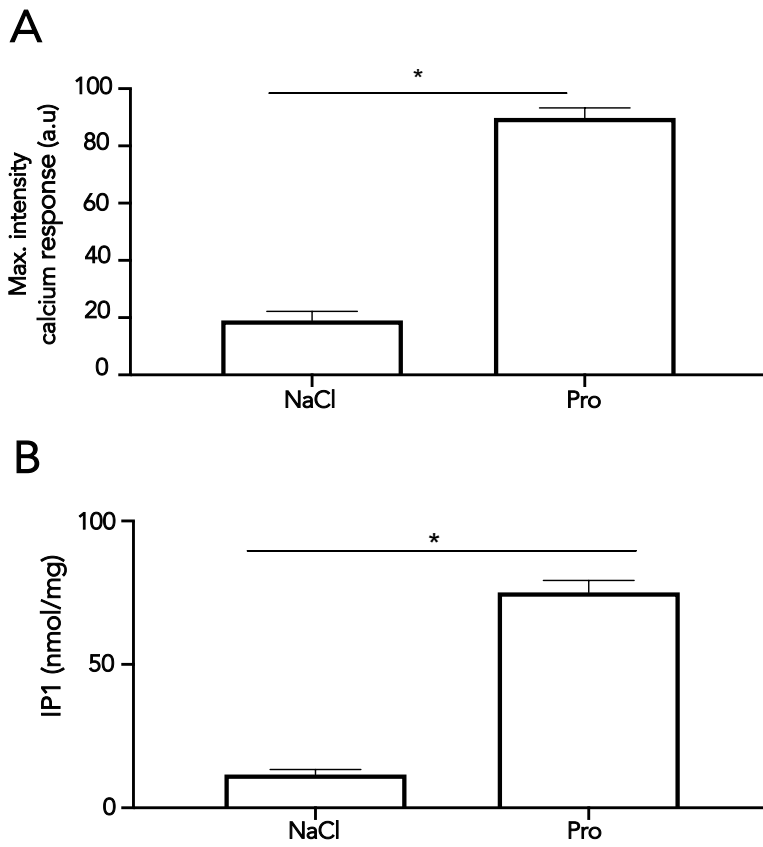 A
*
Max. intensity
calcium response (a.u)
100
80
60
40
20
0
NaCl
Pro
B
*
IP1 (nmol/mg)
100
50
0
NaCl
Pro